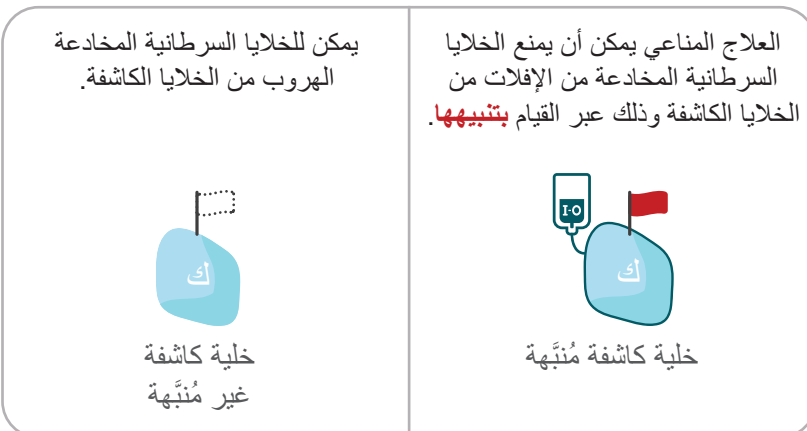 العلاج المناعي يمكن أن يمنع الخلايا
السرطانية المخادعة من الإفلات من
الخلايا الكاشفة وذلك عبر القيام بتنبيهها.
I-O
ك
خلية كاشفة مُنبَّهة
يمكن للخلايا السرطانية المخادعة
الهروب من الخلايا الكاشفة.
ك
خلية كاشفة
غير مُنبَّهة